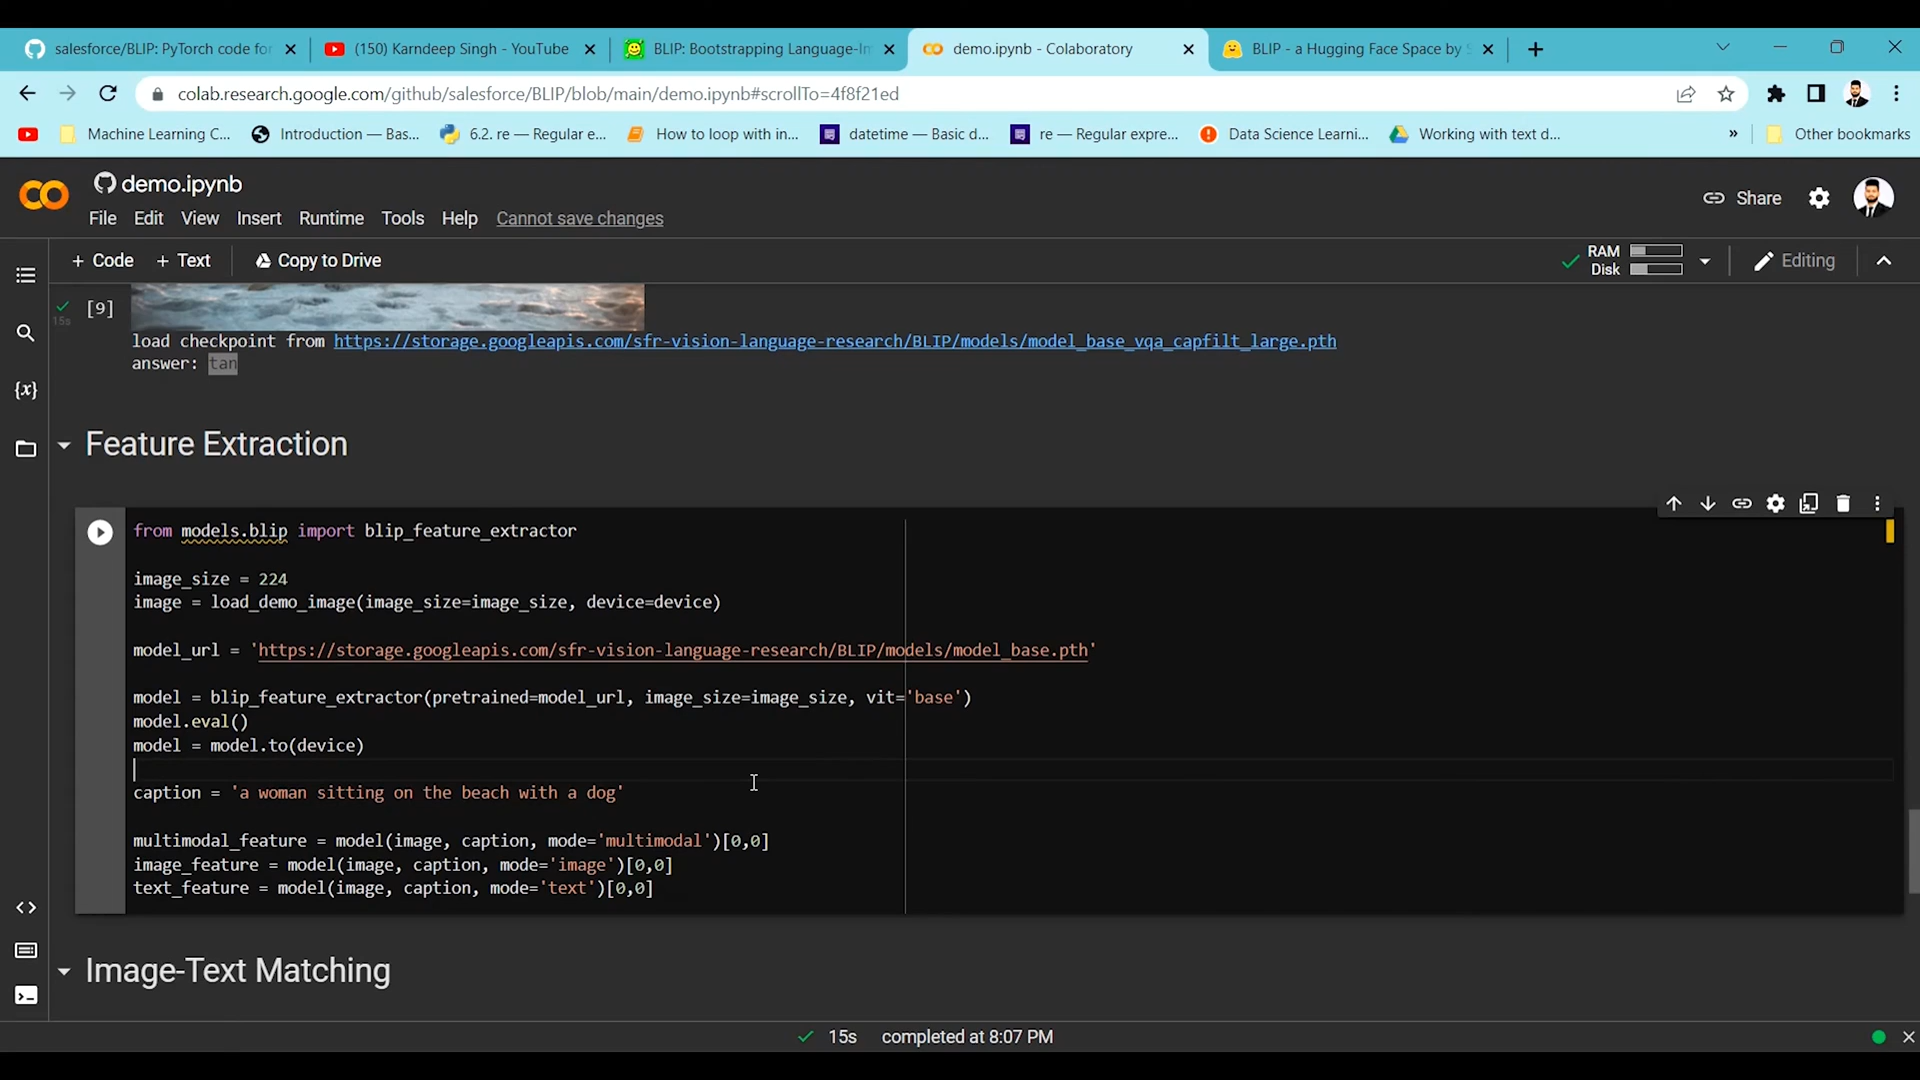 salesforce/BLIP: PyTorch code for
(150) Karndeep Singh - YouTube
BLIP: Bootstrapping Language-Im
demo.ipynb - Colaboratory
BLIP - a Hugging Face Space by S
colab.research.google.com/github/salesforce/BLIP/blob/main/demo.ipynb#scrollTo=4f8f21ed
Machine Learning C...
Introduction — Bas...
6.2. re — Regular e...
How to loop with in...
datetime — Basic d...
re — Regular expre...
Data Science Learni...
Working with text d...
»
Other bookmarks
demo.ipynb
Share
File Edit View Insert Runtime Tools Help Cannot save changes
+ Code + Text Copy to Drive
RAM
Disk
Editing
15s
[9]
load checkpoint from https://storage.googleapis.com/sfr-vision-language-research/BLIP/models/model_base_vqa_capfilt_large.pth
answer: tan
{x}
Feature Extraction
from models.blip import blip_feature_extractor
image_size = 224
image = load_demo_image(image_size=image_size, device=device)
model_url = 'https://storage.googleapis.com/sfr-vision-language-research/BLIP/models/model_base.pth'
model = blip_feature_extractor(pretrained=model_url, image_size=image_size, vit='base')
model.eval()
model = model.to(device)
caption = 'a woman sitting on the beach with a dog'
multimodal_feature = model(image, caption, mode='multimodal')[0,0]
image_feature = model(image, caption, mode='image')[0,0]
text_feature = model(image, caption, mode='text')[0,0]
Image-Text Matching
15s completed at 8:07 PM